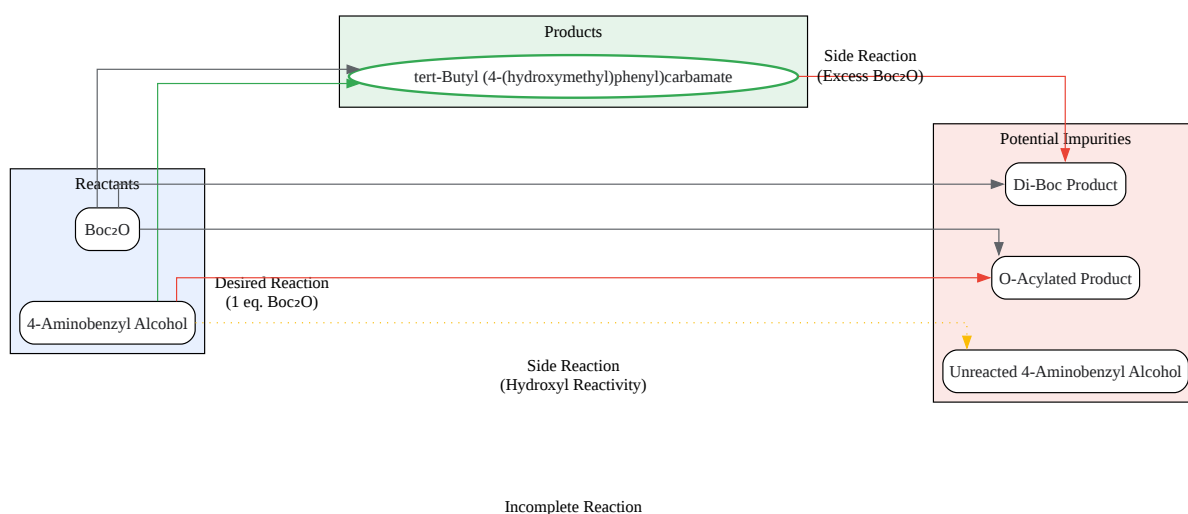 Products
tert-Butyl (4-(hydroxymethyl)phenyl)carbamate
Side Reaction
(Excess Boc₂O)
Potential Impurities
Di-Boc Product
Reactants
Boc₂O
O-Acylated Product
Desired Reaction
(1 eq. Boc₂O)
4-Aminobenzyl Alcohol
Side Reaction
(Hydroxyl Reactivity)
Unreacted 4-Aminobenzyl Alcohol
Incomplete Reaction